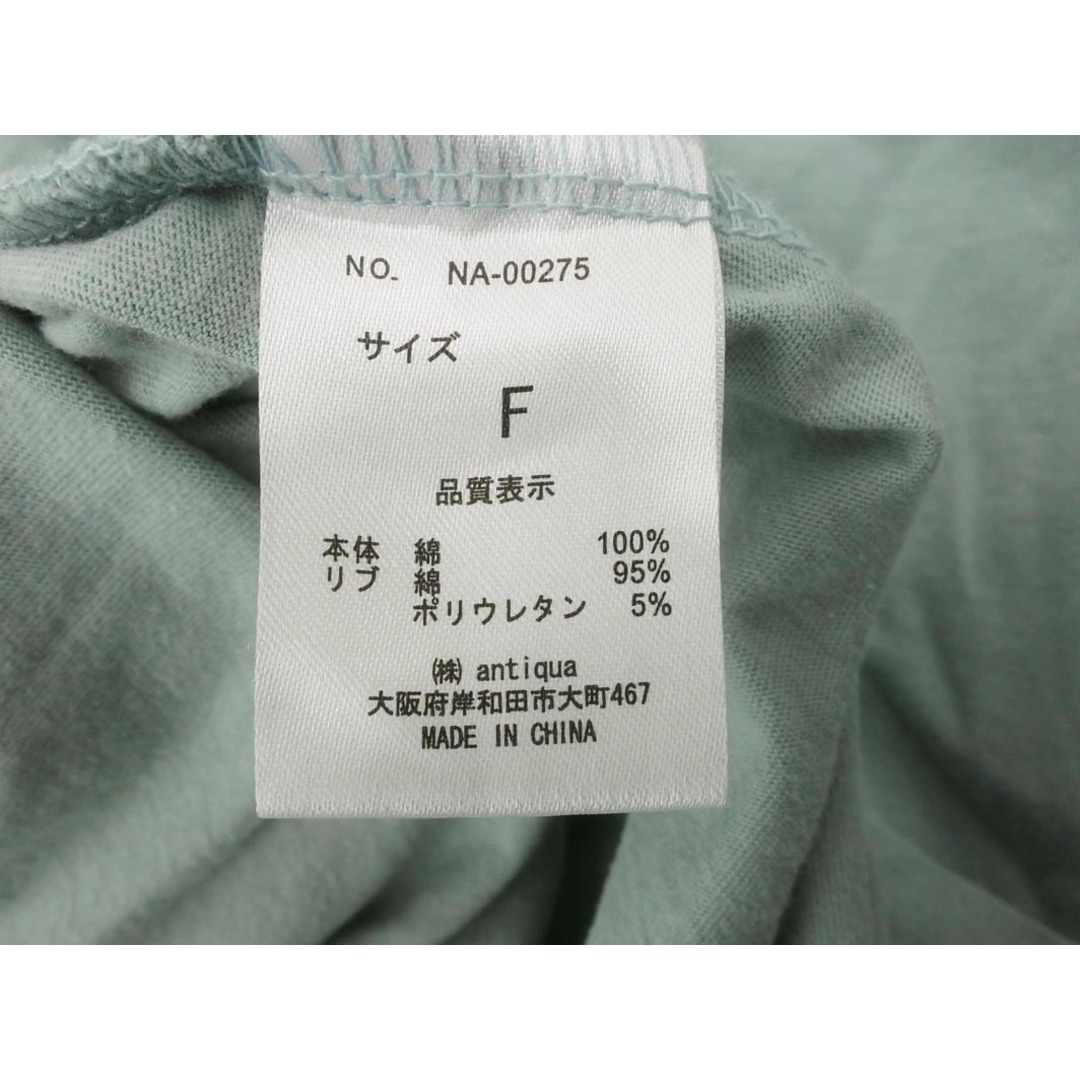 NO. NA-00275
サイズ
F
品質表示
本体 綿 100%
リブ 綿 95%
ポリウレタン 5%
㈱ antiqua
大阪府岸和田市大町467
MADE IN CHINA